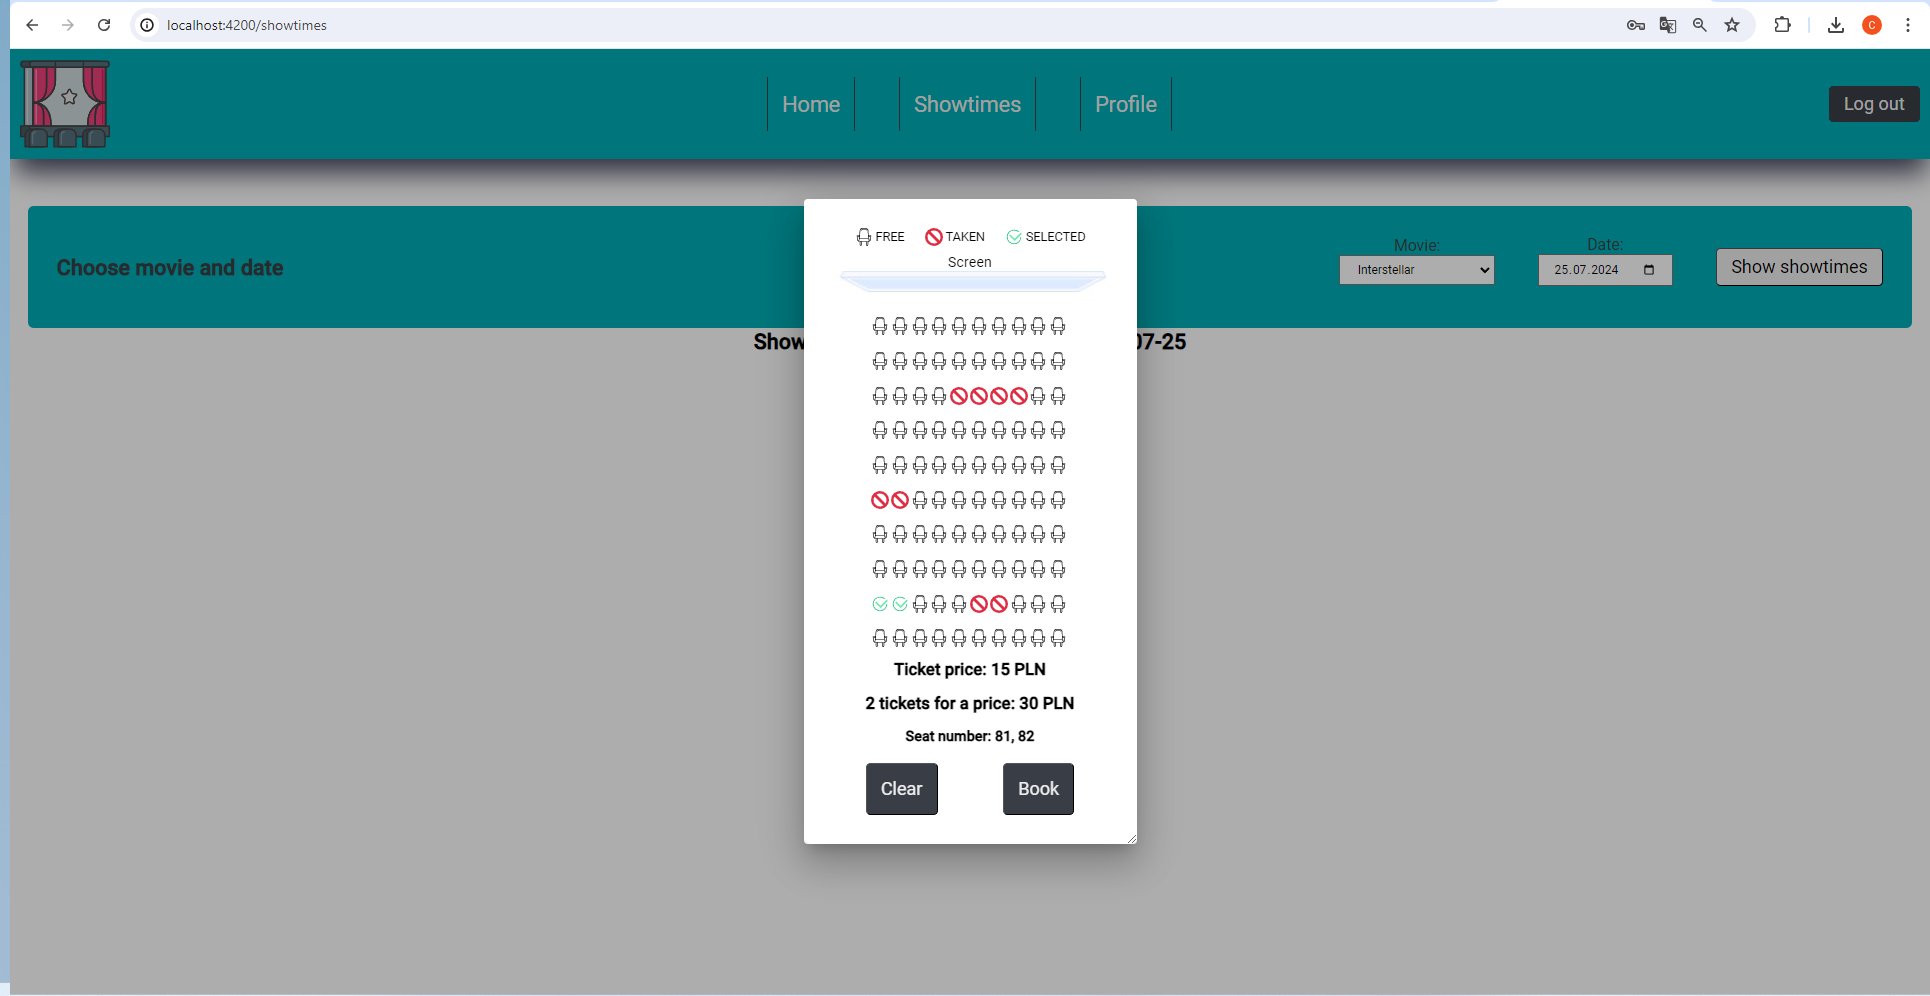 localhost:4200/showtimes
C
Home
Showtimes
Profile
Log out
Choose movie and date
Movie:
Interstellar
Date:
25.07.2024
Show showtimes
Show
07-25
FREE
TAKEN
SELECTED
Screen
Ticket price: 15 PLN
2 tickets for a price: 30 PLN
Seat number: 81, 82
Clear
Book